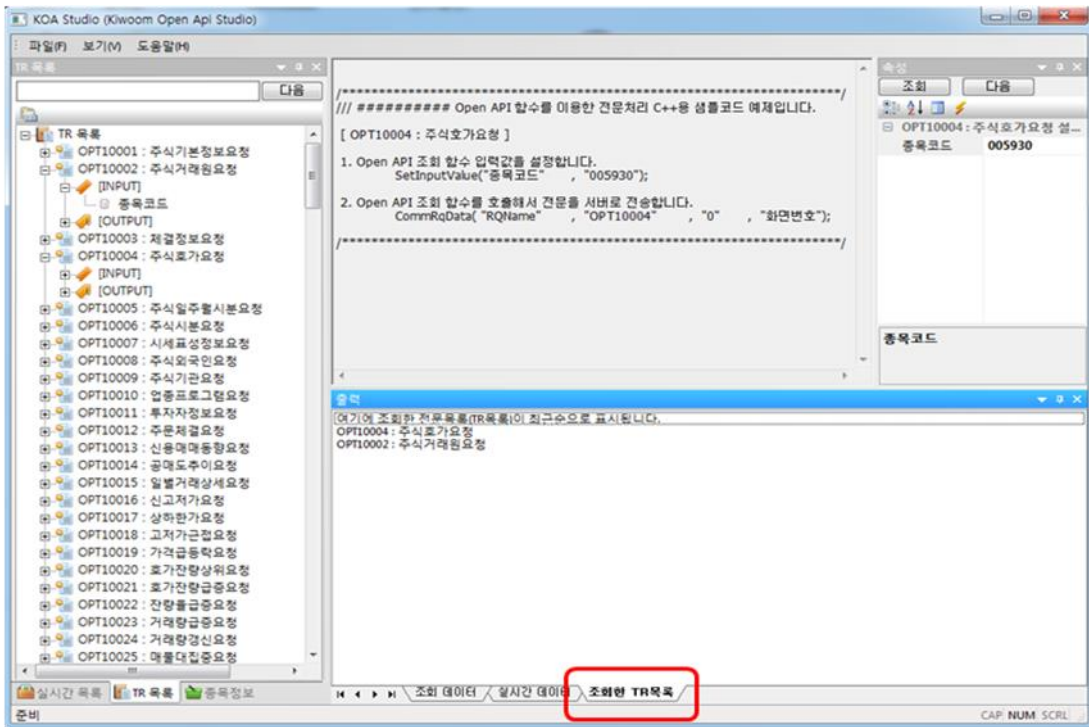 KOA Studio (Kiwoom Open Api Studio)
파일(F) 보기(V) 도움말(H)
TR 목록
다음
TR 목록
OPT10001 : 주식기본정보요청
OPT10002 : 주식거래원요청
[INPUT]
종목코드
[OUTPUT]
OPT10003 : 체결정보요청
OPT10004 : 주식호가요청
[INPUT]
[OUTPUT]
OPT10005 : 주식일주월시분요청
OPT10006 : 주식시분요청
OPT10007 : 시세표성정보요청
OPT10008 : 주식외국인요청
OPT10009 : 주식기관요청
OPT10010 : 업종프로그램요청
OPT10011 : 투자자정보요청
OPT10012 : 주문체결요청
OPT10013 : 신용매매동향요청
OPT10014 : 공매도추이요청
OPT10015 : 일별거래상세요청
OPT10016 : 신고저가요청
OPT10017 : 상하한가요청
OPT10018 : 고저가근접요청
OPT10019 : 가격급등락요청
OPT10020 : 호가잔량상위요청
OPT10021 : 호가잔량급증요청
OPT10022 : 잔량율급증요청
OPT10023 : 거래량급증요청
OPT10024 : 거래량갱신요청
OPT10025 : 매물대집중요청
실시간 목록 TR 목록 종목정보
/******************************************************************************/
/// ########## Open API 함수를 이용한 전문처리 C++용 샘플코드 예제입니다.
[ OPT10004 : 주식호가요청 ]
1. Open API 조회 함수 입력값을 설정합니다.
SetInputValue("종목코드" , "005930");
2. Open API 조회 함수를 호출해서 전문을 서버로 전송합니다.
CommRqData( "RQName" , "OPT10004" , "0" , "화면번호");
/******************************************************************************/
속성
조회 다음
OPT10004 : 주식호가요청 설...
종목코드 005930
종목코드
출력
여기에 조회한 전문목록(TR목록)이 최근순으로 표시됩니다.
OPT10004 : 주식호가요청
OPT10002 : 주식거래원요청
조회 데이터 실시간 데이터 조회한 TR목록
준비
CAP NUM SCRL